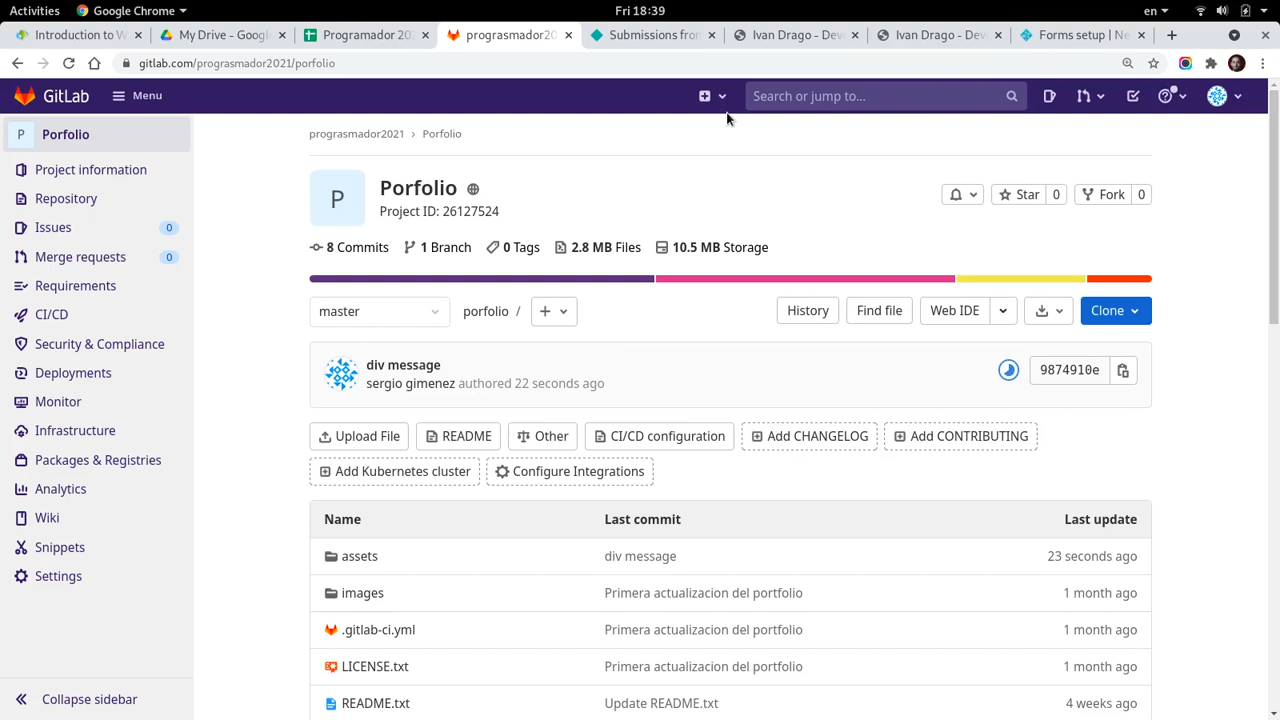 Activities Google Chrome Fri 18:39 en
Introduction to W My Drive - Googl Programador 202 prograsmador20 Submissions from Ivan Drago - Dev Ivan Drago - Dev Forms setup | Ne
gitlab.com/prograsmador2021/porfolio
GitLab Menu Search or jump to...
P Porfolio
prograsmador2021 › Porfolio
Project information
Repository
Issues 0
Merge requests 0
Requirements
CI/CD
Security & Compliance
Deployments
Monitor
Infrastructure
Packages & Registries
Analytics
Wiki
Snippets
Settings
Collapse sidebar
P Porfolio
Project ID: 26127524
Star 0 Fork 0
8 Commits 1 Branch 0 Tags 2.8 MB Files 10.5 MB Storage
master porfolio / + History Find file Web IDE Clone
div message
sergio gimenez authored 22 seconds ago
9874910e
Upload File README Other CI/CD configuration Add CHANGELOG Add CONTRIBUTING
Add Kubernetes cluster Configure Integrations
Name Last commit Last update
assets div message 23 seconds ago
images Primera actualizacion del portfolio 1 month ago
.gitlab-ci.yml Primera actualizacion del portfolio 1 month ago
LICENSE.txt Primera actualizacion del portfolio 1 month ago
README.txt Update README.txt 4 weeks ago